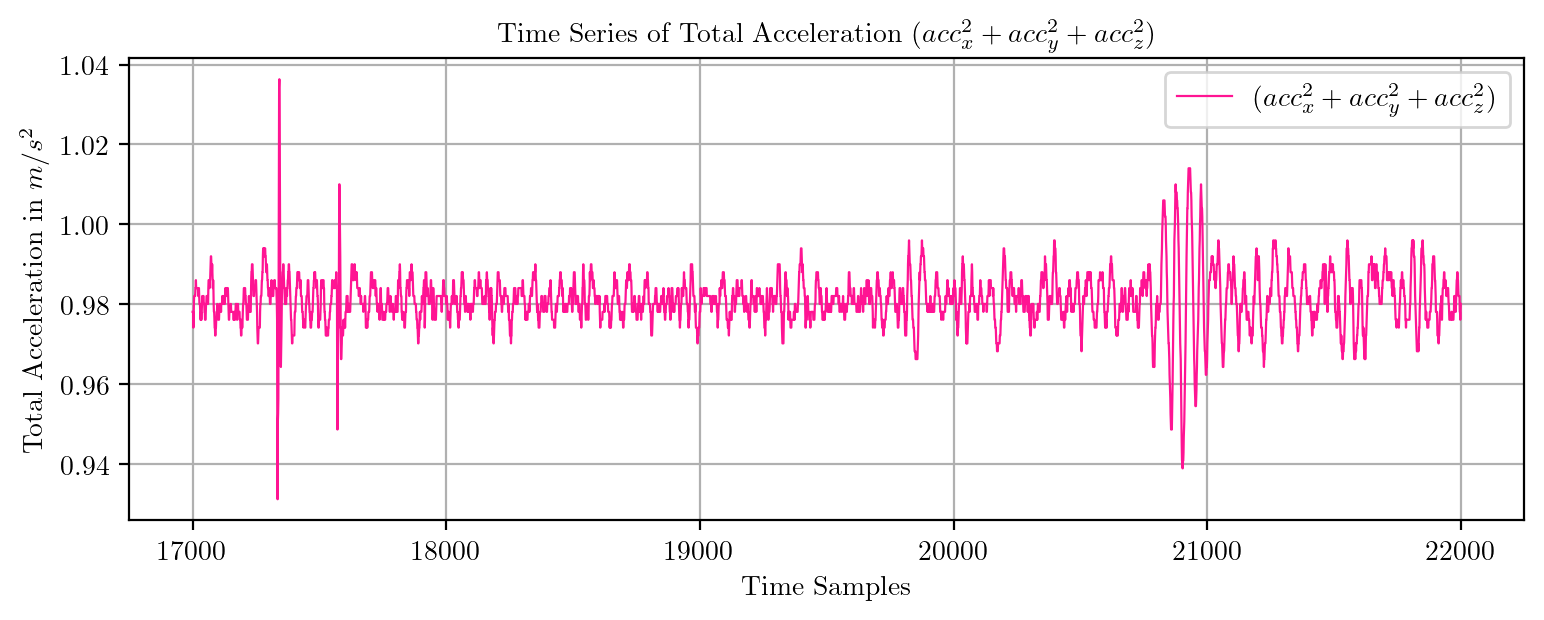 Time Series of Total Acceleration $(acc_x^2 + acc_y^2 + acc_z^2)$
$(acc_x^2 + acc_y^2 + acc_z^2)$
Total Acceleration in $m/s^2$
1.04
1.02
1.00
0.98
0.96
0.94
17000 18000 19000 20000 21000 22000
Time Samples